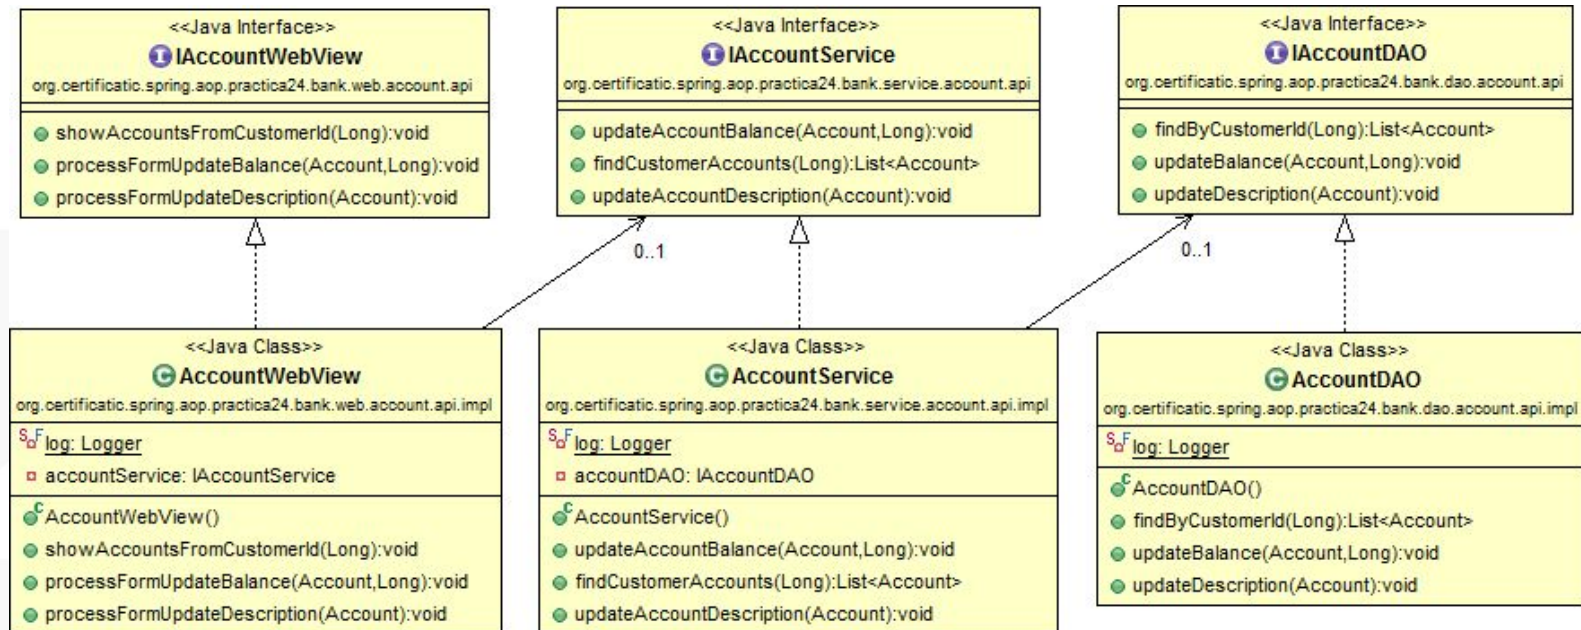 <<Java Interface>>
IAccountWebView
org.certificatic.spring.aop.practica24.bank.web.account.api
showAccountsFromCustomerId(Long):void
processFormUpdateBalance(Account,Long):void
processFormUpdateDescription(Account):void
<<Java Interface>>
IAccountService
org.certificatic.spring.aop.practica24.bank.service.account.api
updateAccountBalance(Account,Long):void
findCustomerAccounts(Long):List<Account>
updateAccountDescription(Account):void
<<Java Interface>>
IAccountDAO
org.certificatic.spring.aop.practica24.bank.dao.account.api
findByCustomerId(Long):List<Account>
updateBalance(Account,Long):void
updateDescription(Account):void
0..1
0..1
<<Java Class>>
AccountWebView
org.certificatic.spring.aop.practica24.bank.web.account.api.impl
log: Logger
accountService: IAccountService
AccountWebView()
showAccountsFromCustomerId(Long):void
processFormUpdateBalance(Account,Long):void
processFormUpdateDescription(Account):void
<<Java Class>>
AccountService
org.certificatic.spring.aop.practica24.bank.service.account.api.impl
log: Logger
accountDAO: IAccountDAO
AccountService()
updateAccountBalance(Account,Long):void
findCustomerAccounts(Long):List<Account>
updateAccountDescription(Account):void
<<Java Class>>
AccountDAO
org.certificatic.spring.aop.practica24.bank.dao.account.api.impl
log: Logger
AccountDAO()
findByCustomerId(Long):List<Account>
updateBalance(Account,Long):void
updateDescription(Account):void